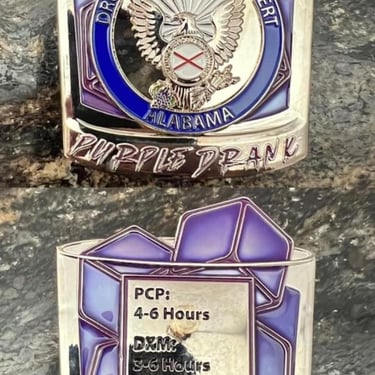 ALABAMA
PURPLE DRANK
PCP:
4-6 Hours
DXM:
3-6 Hours